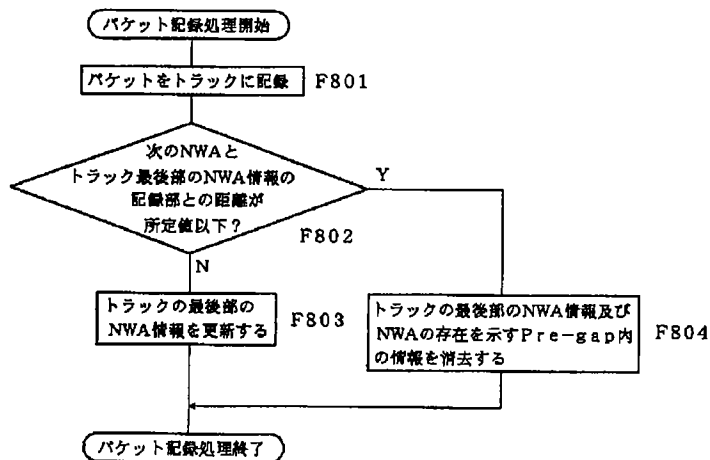 パケット記録処理開始
パケットをトラックに記録
F801
次のNWAと
トラック最後部のNWA情報の
記録部との距離が
所定値以下？
Y
F802
N
トラックの最後部の
NWA情報を更新する
F803
トラックの最後部のNWA情報及び
NWAの存在を示すPre-gap内
の情報を消去する
F804
パケット記録処理終了